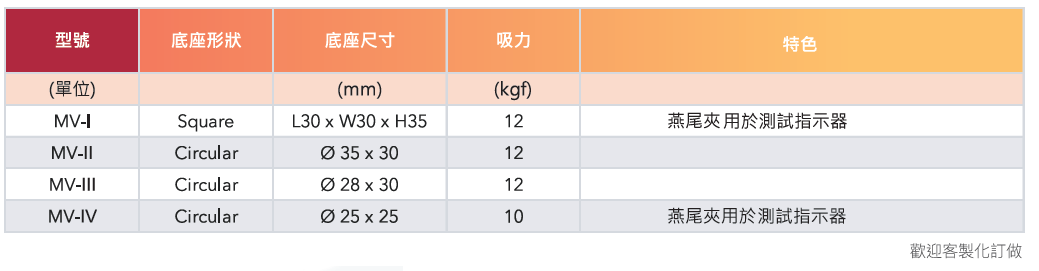 型號 底座形狀 底座尺寸 吸力 特色
(單位) (mm) (kgf)
MV-I Square L30 x W30 x H35 12 燕尾夾用於測試指示器
MV-II Circular Ø 35 x 30 12
MV-III Circular Ø 28 x 30 12
MV-IV Circular Ø 25 x 25 10 燕尾夾用於測試指示器
歡迎客製化訂做